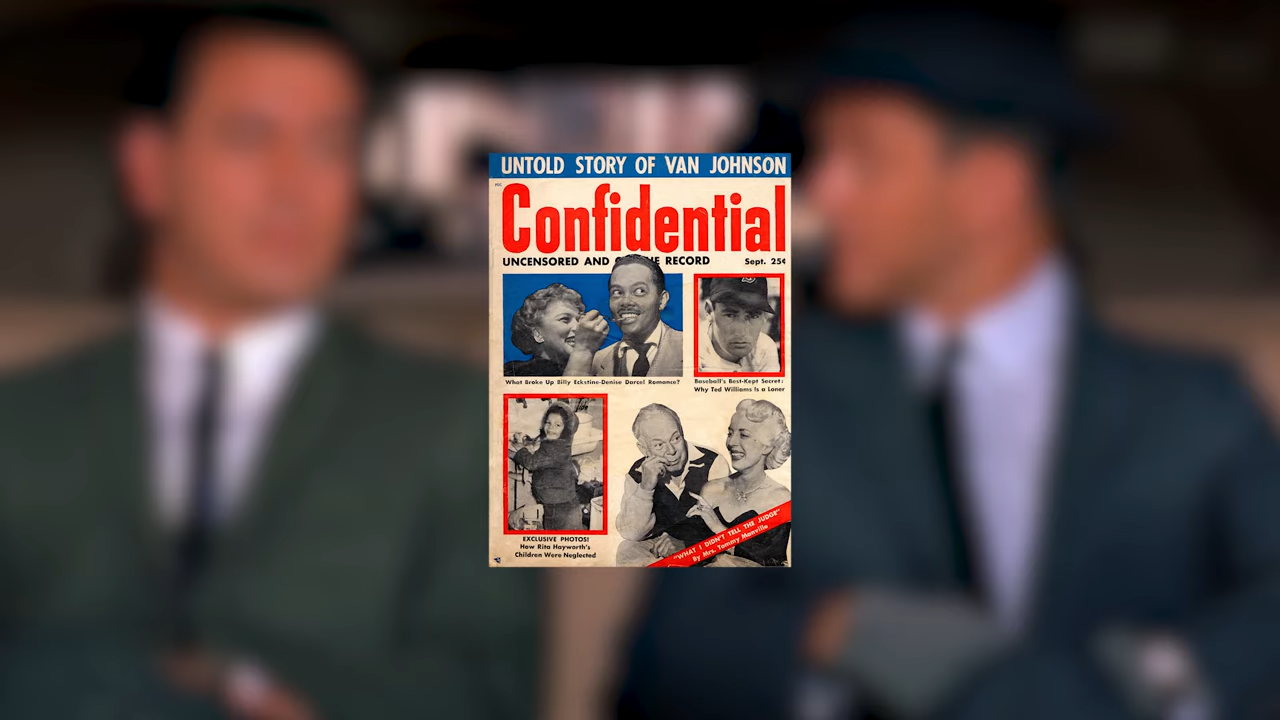 UNTOLD STORY OF VAN JOHNSON
Confidential
UNCENSORED AND THE RECORD
Sept. 25¢
What Broke Up Billy Eckstine-Denise Darcel Romance?
Baseball's Best-Kept Secret:
Why Ted Williams Is a Loner
EXCLUSIVE PHOTOS!
How Rita Hayworth's
Children Were Neglected
"WHAT I DIDN'T TELL THE JUDGE"
By Mrs. Tommy Manville